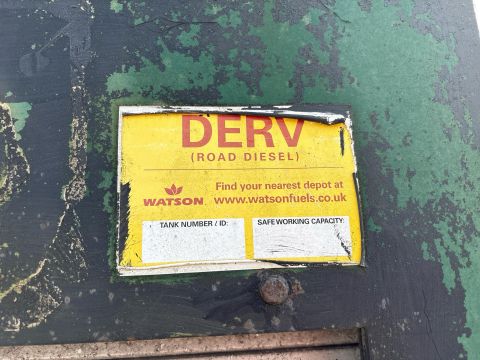 DERV
(ROAD DIESEL)
Find your nearest depot at
WATSON www.watsonfuels.co.uk
TANK NUMBER / ID: SAFE WORKING CAPACITY: